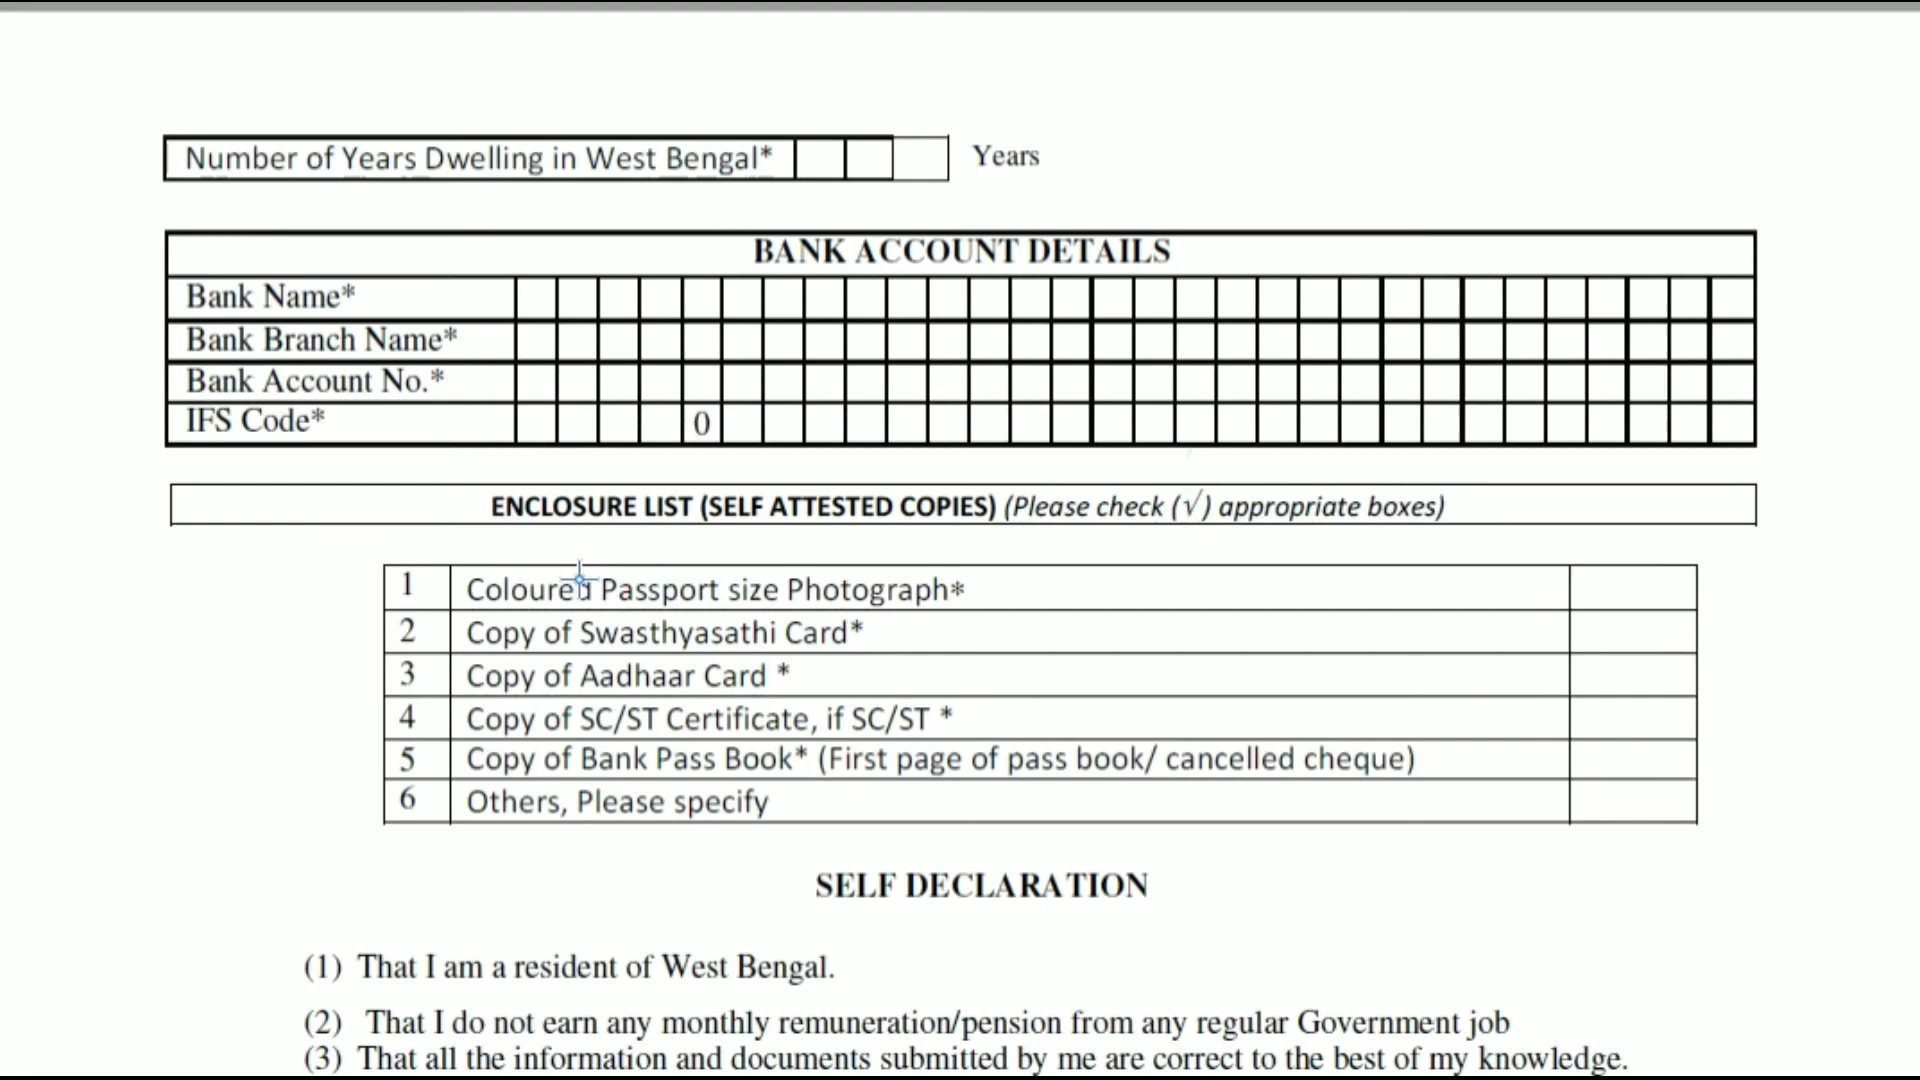 Number of Years Dwelling in West Bengal* Years
BANK ACCOUNT DETAILS
Bank Name*
Bank Branch Name*
Bank Account No.*
IFS Code* 0
ENCLOSURE LIST (SELF ATTESTED COPIES) (Please check (√) appropriate boxes)
1 Coloured Passport size Photograph*
2 Copy of Swasthyasathi Card*
3 Copy of Aadhaar Card *
4 Copy of SC/ST Certificate, if SC/ST *
5 Copy of Bank Pass Book* (First page of pass book/ cancelled cheque)
6 Others, Please specify
SELF DECLARATION
(1) That I am a resident of West Bengal.
(2) That I do not earn any monthly remuneration/pension from any regular Government job
(3) That all the information and documents submitted by me are correct to the best of my knowledge.